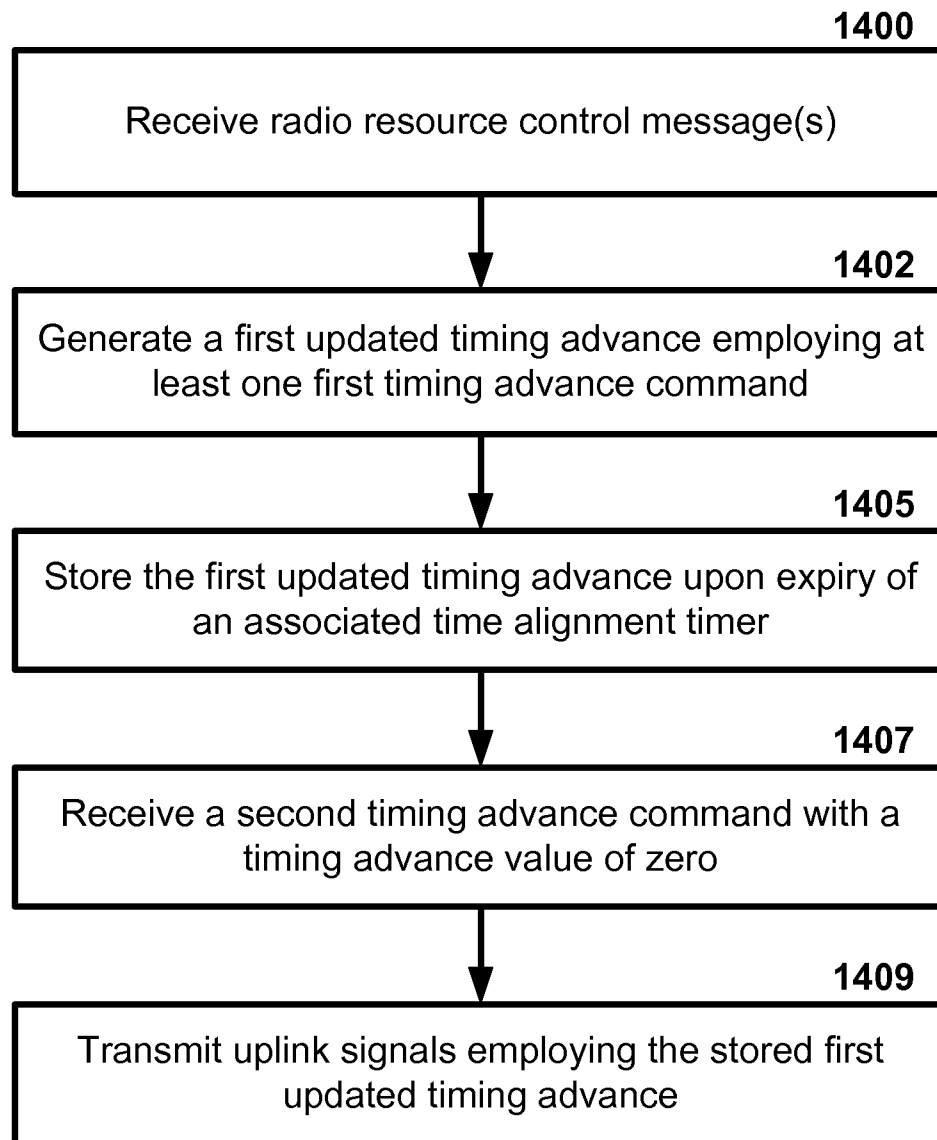 1400
Receive radio resource control message(s)
1402
Generate a first updated timing advance employing at
least one first timing advance command
1405
Store the first updated timing advance upon expiry of
an associated time alignment timer
1407
Receive a second timing advance command with a
timing advance value of zero
1409
Transmit uplink signals employing the stored first
updated timing advance